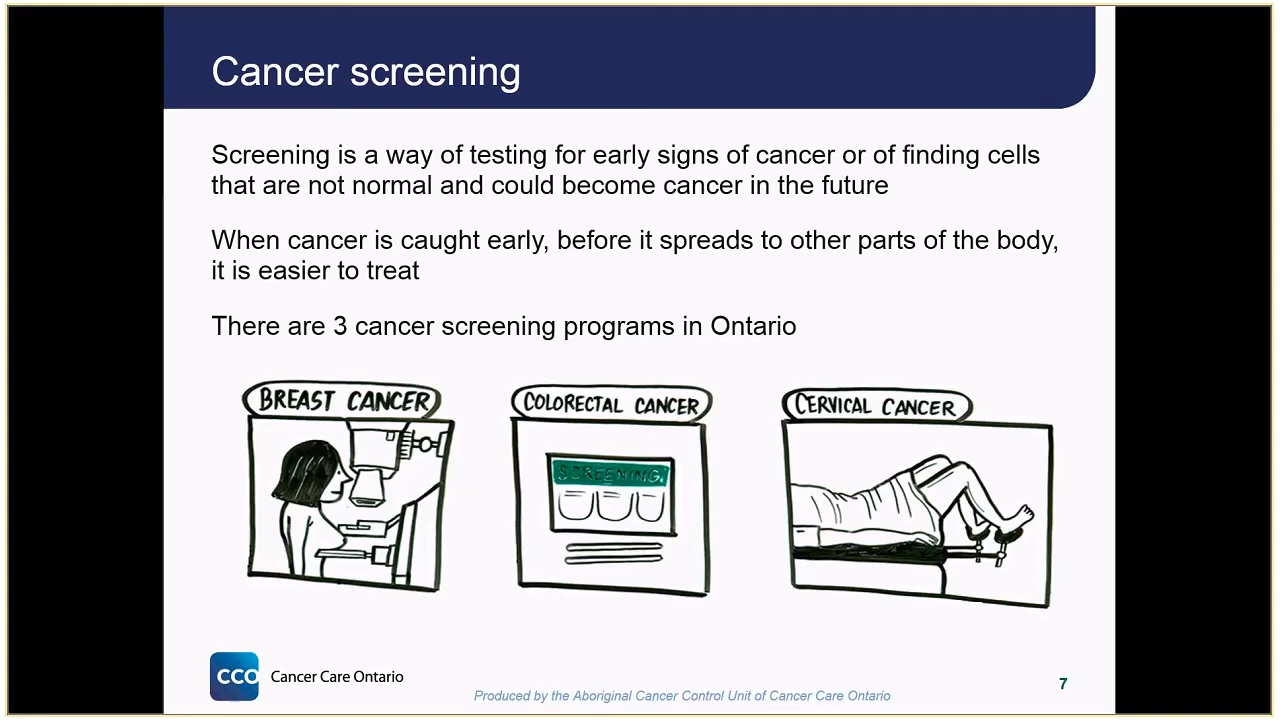 Cancer screening
Screening is a way of testing for early signs of cancer or of finding cells
that are not normal and could become cancer in the future
When cancer is caught early, before it spreads to other parts of the body,
it is easier to treat
There are 3 cancer screening programs in Ontario
BREAST CANCER
COLORECTAL CANCER
CERVICAL CANCER
SCREENING.
CCO Cancer Care Ontario
Produced by the Aboriginal Cancer Control Unit of Cancer Care Ontario
7